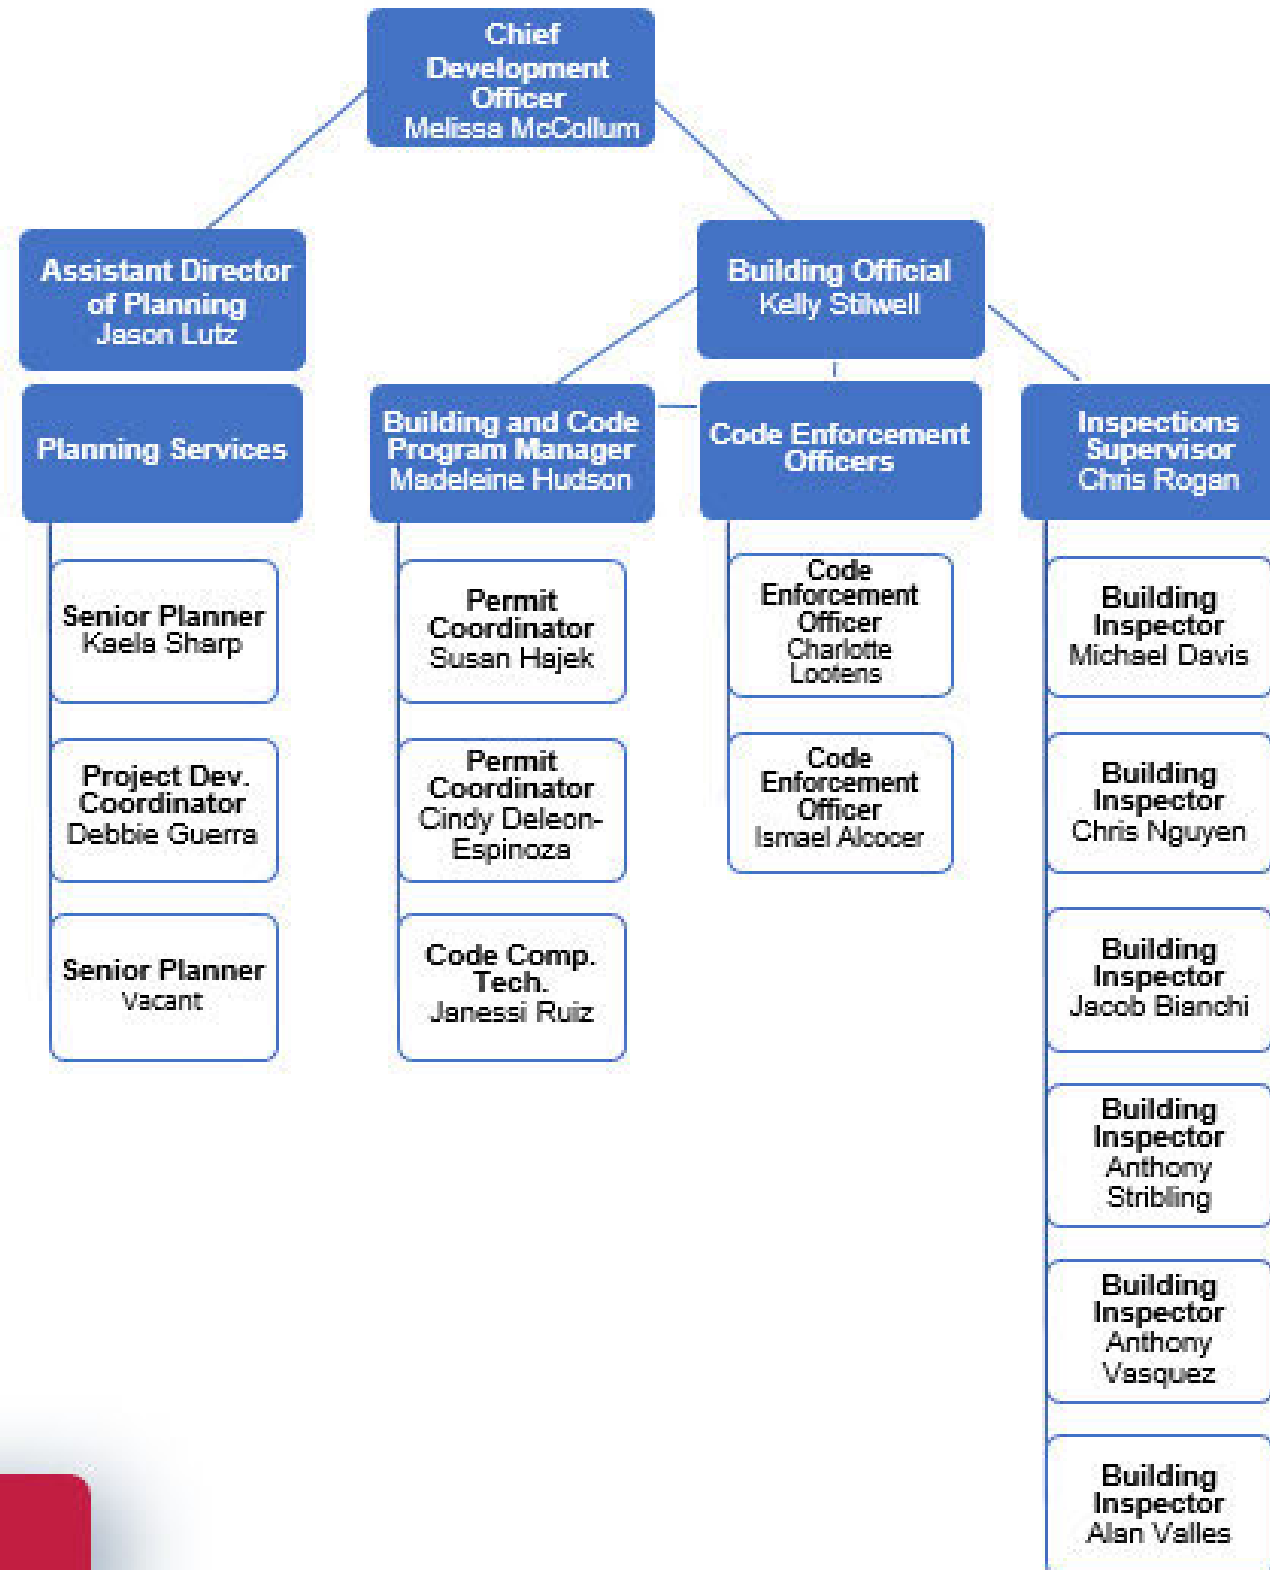 Chief
Development
Officer
Melissa McCollum
Assistant Director
of Planning
Jason Lutz
Building Official
Kelly Stilwell
Planning Services
Building and Code
Program Manager
Madeleine Hudson
Code Enforcement
Officers
Inspections
Supervisor
Chris Rogan
Senior Planner
Kaela Sharp
Project Dev.
Coordinator
Debbie Guerra
Senior Planner
Vacant
Permit
Coordinator
Susan Hajek
Permit
Coordinator
Cindy Deleon-
Espinoza
Code Comp.
Tech.
Janessi Ruiz
Code
Enforcement
Officer
Charlotte
Lootens
Code
Enforcement
Officer
Ismael Alcocer
Building
Inspector
Michael Davis
Building
Inspector
Chris Nguyen
Building
Inspector
Jacob Bianchi
Building
Inspector
Anthony
Stribling
Building
Inspector
Anthony
Vasquez
Building
Inspector
Alan Valles